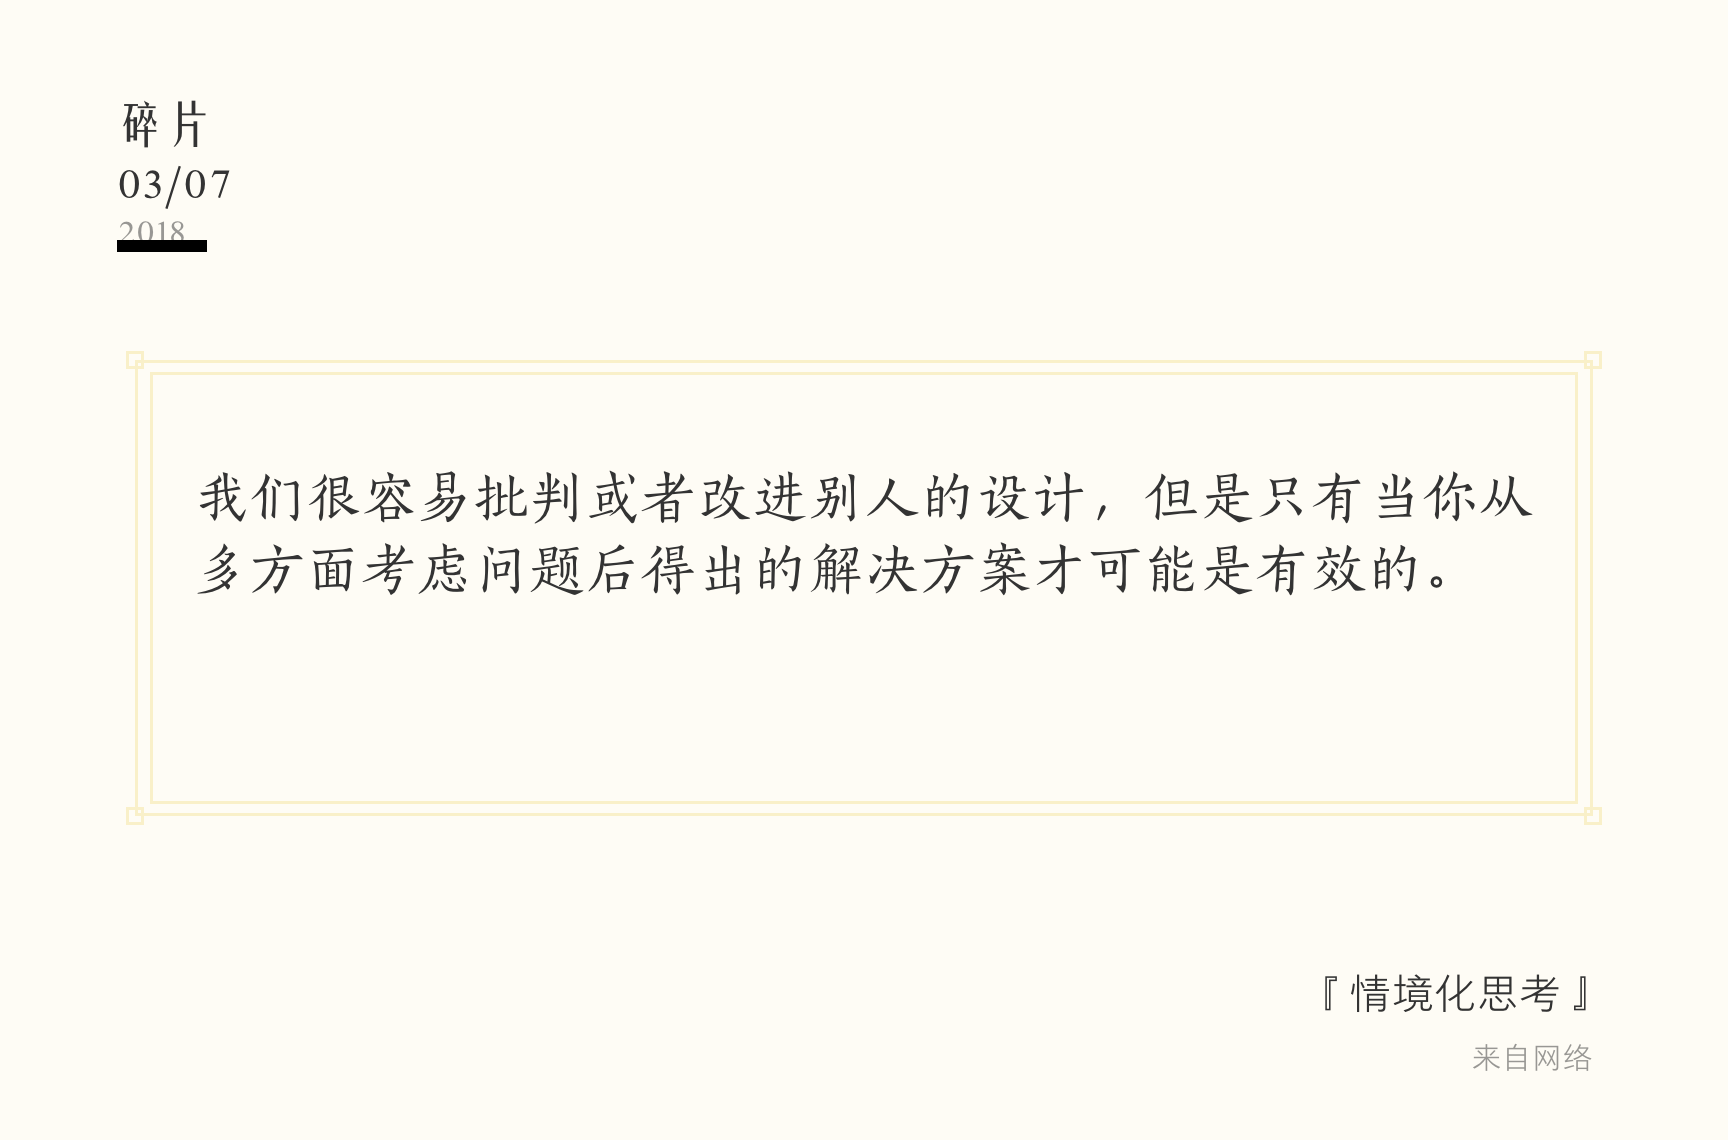 碎片
03/07
2018
我们很容易批判或者改进别人的设计，但是只有当你从
多方面考虑问题后得出的解决方案才可能是有效的。
『情境化思考』
来自网络